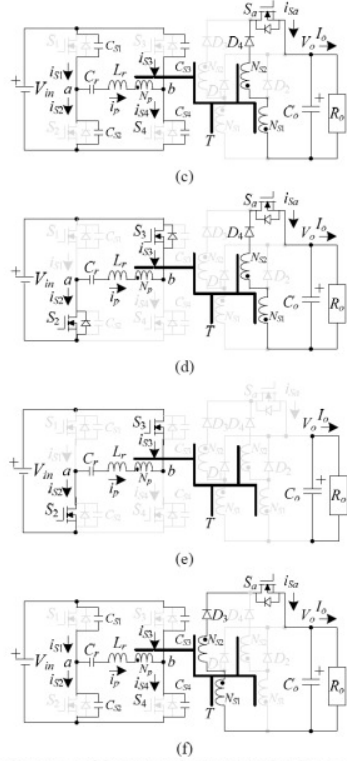 Sa iSa Io
iS1 CS1 iS3 CS3 D4 Vo
Vin a Cr Lr b NS2 Co Ro
iS2 ip Np iS4 NS1
S2 CS2 S4 CS4 T
(c)
Sa iSa Io
S3 iS3 D4 Vo
Vin a Cr Lr b NS2 Co Ro
iS2 ip Np NS1
S2 T
(d)
S3 iS3 Vo Io
Vin a Cr Lr b Co Ro
iS2 ip Np
S2 T
(e)
Sa iSa Io
iS1 CS1 iS3 CS3 D3 Vo
Vin a Cr Lr b NS2 Co Ro
iS2 ip Np iS4 NS1
CS2 S4 CS4 T
(f)